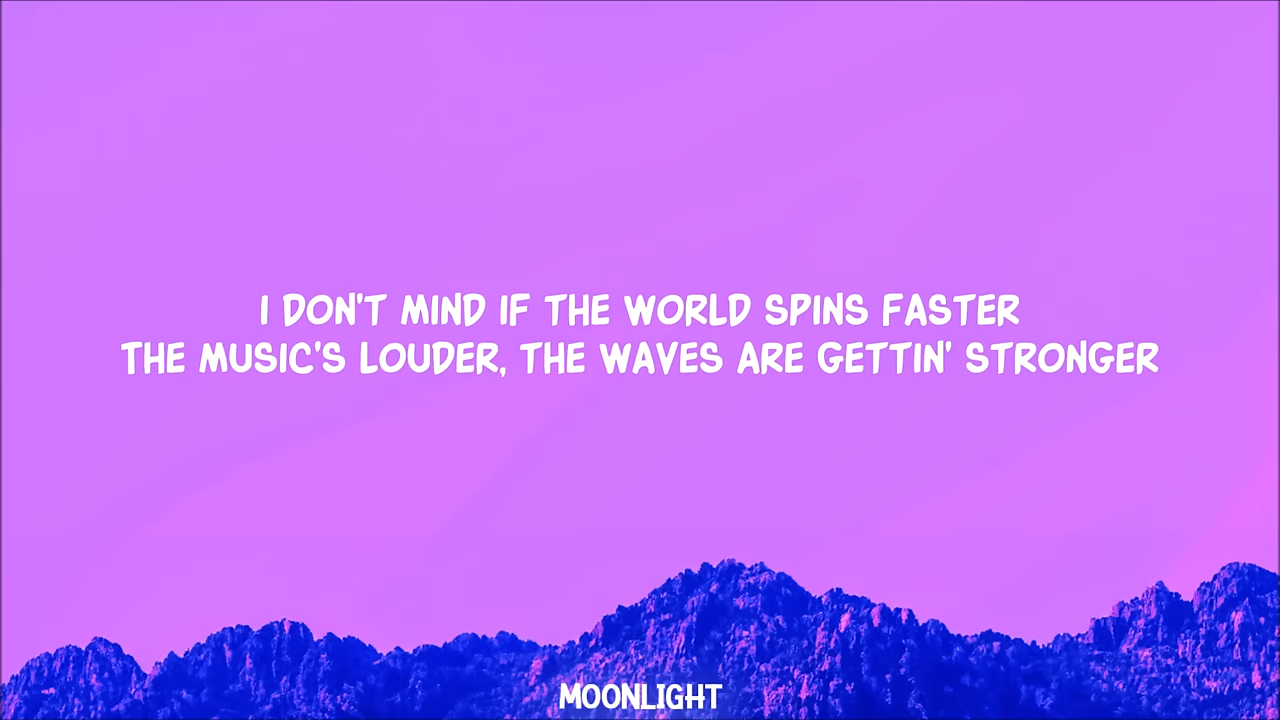 I DON'T MIND IF THE WORLD SPINS FASTER
THE MUSIC'S LOUDER, THE WAVES ARE GETTIN' STRONGER
MOONLIGHT